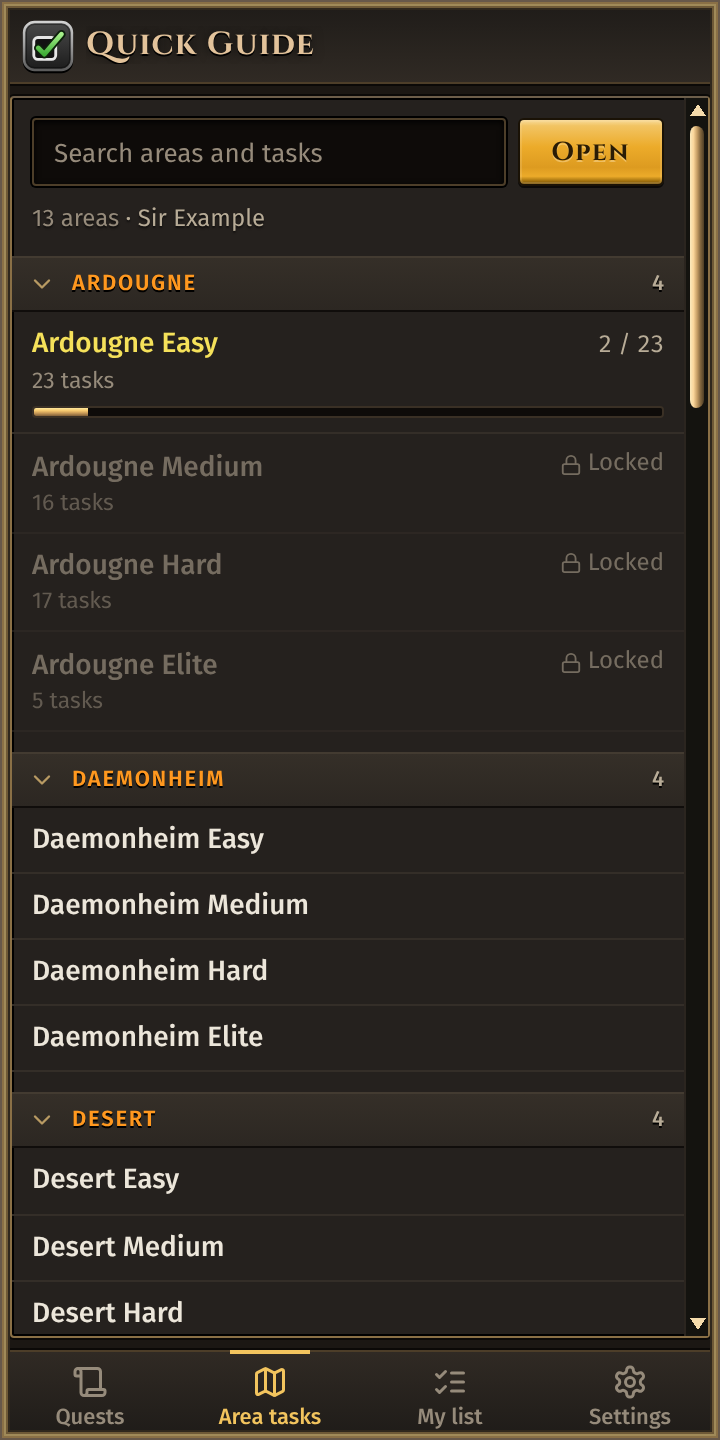 Quick Guide
Search areas and tasks
Open
13 areas · Sir Example
ARDOUGNE 4
Ardougne Easy 2 / 23
23 tasks
Ardougne Medium Locked
16 tasks
Ardougne Hard Locked
17 tasks
Ardougne Elite Locked
5 tasks
DAEMONHEIM 4
Daemonheim Easy
Daemonheim Medium
Daemonheim Hard
Daemonheim Elite
DESERT 4
Desert Easy
Desert Medium
Desert Hard
Quests Area tasks My list Settings